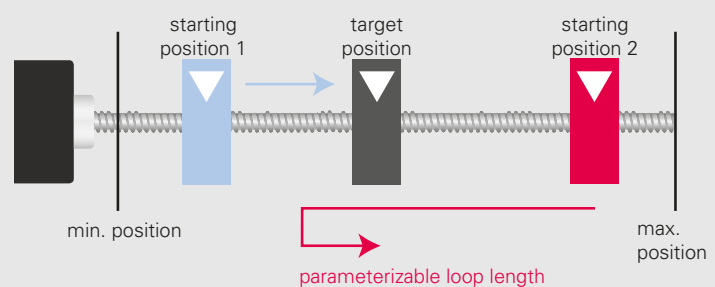 starting
position 1
target
position
starting
position 2
min. position
max.
position
parameterizable loop length